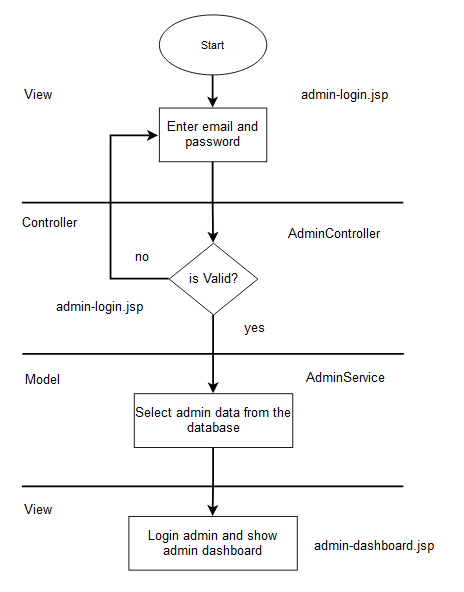 Start
View
admin-login.jsp
Enter email and
password
Controller
AdminController
no
is Valid?
admin-login.jsp
yes
Model
AdminService
Select admin data from the
database
View
Login admin and show
admin dashboard
admin-dashboard.jsp